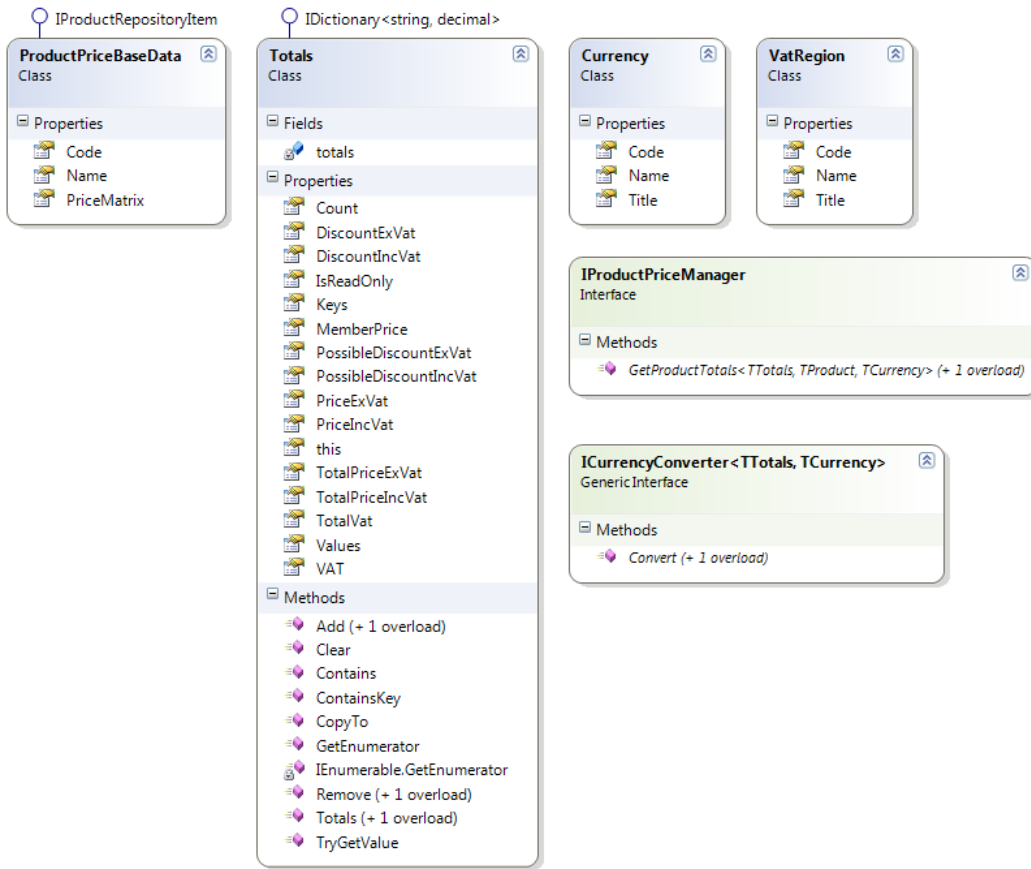 IProductRepositoryItem
ProductPriceBaseData
Class
Properties
Code
Name
PriceMatrix
IDictionary<string, decimal>
Totals
Class
Fields
totals
Properties
Count
DiscountExVat
DiscountIncVat
IsReadOnly
Keys
MemberPrice
PossibleDiscountExVat
PossibleDiscountIncVat
PriceExVat
PriceIncVat
this
TotalPriceExVat
TotalPriceIncVat
TotalVat
Values
VAT
Methods
Add (+ 1 overload)
Clear
Contains
ContainsKey
CopyTo
GetEnumerator
IEnumerable.GetEnumerator
Remove (+ 1 overload)
Totals (+ 1 overload)
TryGetValue
Currency
Class
Properties
Code
Name
Title
VatRegion
Class
Properties
Code
Name
Title
IProductPriceManager
Interface
Methods
GetProductTotals<TTotals, TProduct, TCurrency> (+ 1 overload)
ICurrencyConverter<TTotals, TCurrency>
Generic Interface
Methods
Convert (+ 1 overload)